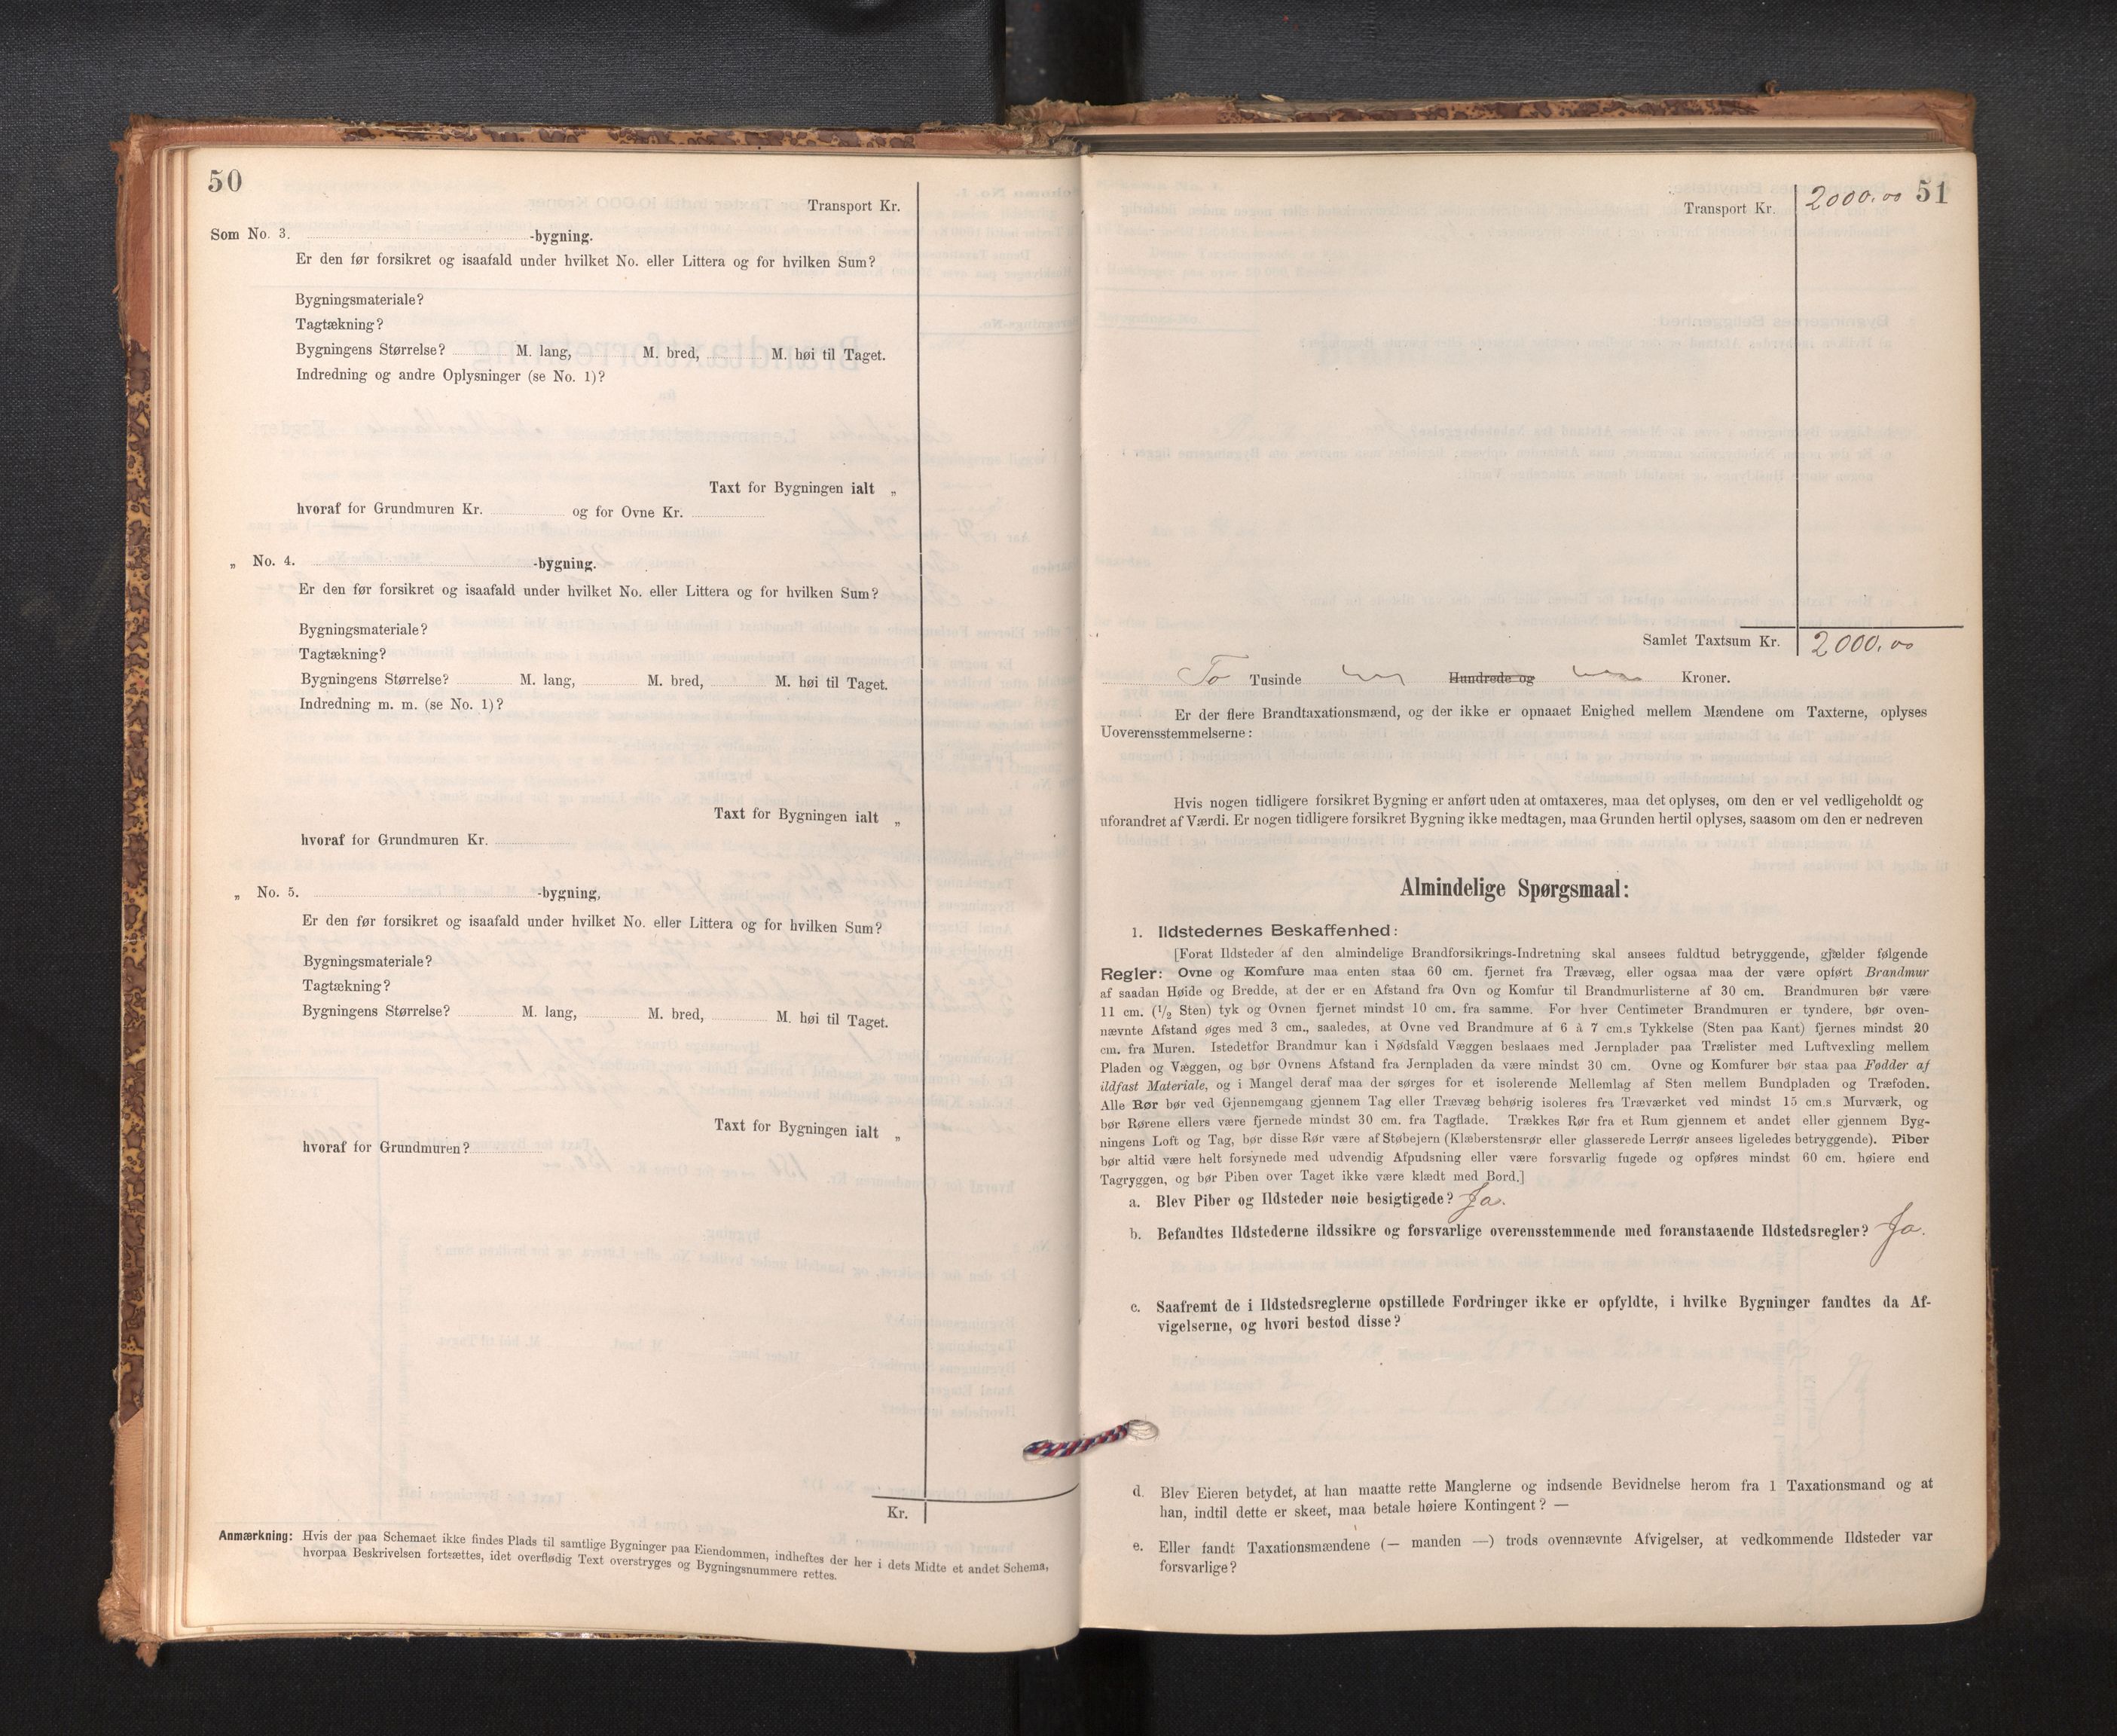 50
Transport Kr.
Som No. 3. -bygning.
Er den før forsikret og isaafald under hvilket No. eller Littera og for hvilken Sum?
Bygningsmateriale?
Tagtækning?
Bygningens Størrelse? M. lang, M. bred, M. høi til Taget.
Indredning og andre Oplysninger (se No. 1)?
Taxt for Bygningen ialt „
hvoraf for Grundmuren Kr. og for Ovne Kr.
„ No. 4. -bygning.
Er den før forsikret og isaafald under hvilket No. eller Littera og for hvilken Sum?
Bygningsmateriale?
Tagtækning?
Bygningens Størrelse? M. lang, M. bred, M. høi til Taget.
Indredning m. m. (se No. 1)?
Taxt for Bygningen ialt „
hvoraf for Grundmuren Kr.
„ No. 5. -bygning,
Er den før forsikret og isaafald under hvilket No. eller Littera og for hvilken Sum?
Bygningsmateriale?
Tagtækning?
Bygningens Størrelse? M. lang, M. bred, M. høi til Taget.
Taxt for Bygningen ialt „
hvoraf for Grundmuren?
Kr.
Anmærkning: Hvis der paa Schemaet ikke findes Plads til samtlige Bygninger paa Eiendommen, indheftes der her i dets Midte et andet Schema,
hvorpaa Beskrivelsen fortsættes, idet overflødig Text overstryges og Bygningsnummere rettes.
51
Transport Kr. 2000,00
Samlet Taxtsum Kr. 2000,00
To Tusinde Hundrede og Kroner.
Er der flere Brandtaxationsmænd, og der ikke er opnaaet Enighed mellem Mændene om Taxterne, oplyses
Uoverensstemmelserne:
Hvis nogen tidligere forsikret Bygning er anført uden at omtaxeres, maa det oplyses, om den er vel vedligeholdt og
uforandret af Værdi. Er nogen tidligere forsikret Bygning ikke medtagen, maa Grunden hertil oplyses, saasom om den er nedreven
Almindelige Spørgsmaal:
1. Ildstedernes Beskaffenhed:
[Forat Ildsteder af den almindelige Brandforsikrings-Indretning skal ansees fuldtud betryggende, gjælder følgende
Regler: Ovne og Komfure maa enten staa 60 cm. fjernet fra Trævæg, eller ogsaa maa der være opført Brandmur
af saadan Høide og Bredde, at der er en Afstand fra Ovn og Komfur til Brandmurlisterne af 30 cm. Brandmuren bør være
11 cm. (1/2 Sten) tyk og Ovnen fjernet mindst 10 cm. fra samme. For hver Centimeter Brandmuren er tyndere, bør oven-
nævnte Afstand øges med 3 cm., saaledes, at Ovne ved Brandmure af 6 à 7 cm.s Tykkelse (Sten paa Kant) fjernes mindst 20
cm. fra Muren. Istedetfor Brandmur kan i Nødsfald Væggen beslaaes med Jernplader paa Trælister med Luftvexling mellem
Pladen og Væggen, og bør Ovnens Afstand fra Jernpladen da være mindst 30 cm. Ovne og Komfurer bør staa paa Fødder af
ildfast Materiale, og i Mangel deraf maa der sørges for et isolerende Mellemlag af Sten mellem Bundpladen og Træfoden.
Alle Rør bør ved Gjennemgang gjennem Tag eller Trævæg behørig isoleres fra Træværket ved mindst 15 cm.s Murværk, og
bør Rørene ellers være fjernede mindst 30 cm. fra Tagflade. Trækkes Rør fra et Rum gjennem et andet eller gjennem Byg-
ningens Loft og Tag, bør disse Rør være af Støbejern (Klæberstensrør eller glasserede Lerrør ansees ligeledes betryggende). Piber
bør altid være helt forsynede med udvendig Afpudsning eller være forsvarlig fugede og opføres mindst 60 cm. høiere end
Tagryggen, og bør Piben over Taget ikke være klædt med Bord.]
a. Blev Piber og Ildsteder nøie besigtigede? Ja.
b. Befandtes Ildstederne ildssikre og forsvarlige overensstemmende med foranstaaende Ildstedsregler? Ja.
c. Saafremt de i Ildstedsreglerne opstillede Fordringer ikke er opfyldte, i hvilke Bygninger fandtes da Af-
vigelserne, og hvori bestod disse?
d. Blev Eieren betydet, at han maatte rette Manglerne og indsende Bevidnelse herom fra 1 Taxationsmand og at
han, indtil dette er skeet, maa betale høiere Kontingent? —
e. Eller fandt Taxationsmændene (— manden —) trods ovennævnte Afvigelser, at vedkommende Ildsteder var
forsvarlige?